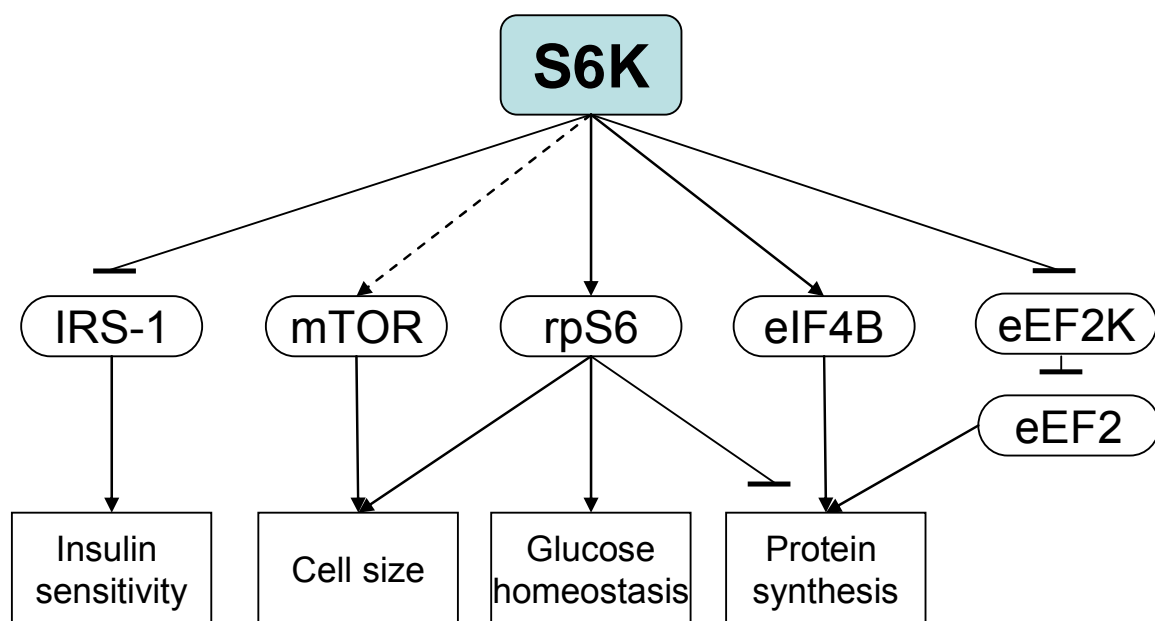 S6K
IRS-1
mTOR
rpS6
eIF4B
eEF2K
eEF2
Insulin
sensitivity
Cell size
Glucose
homeostasis
Protein
synthesis